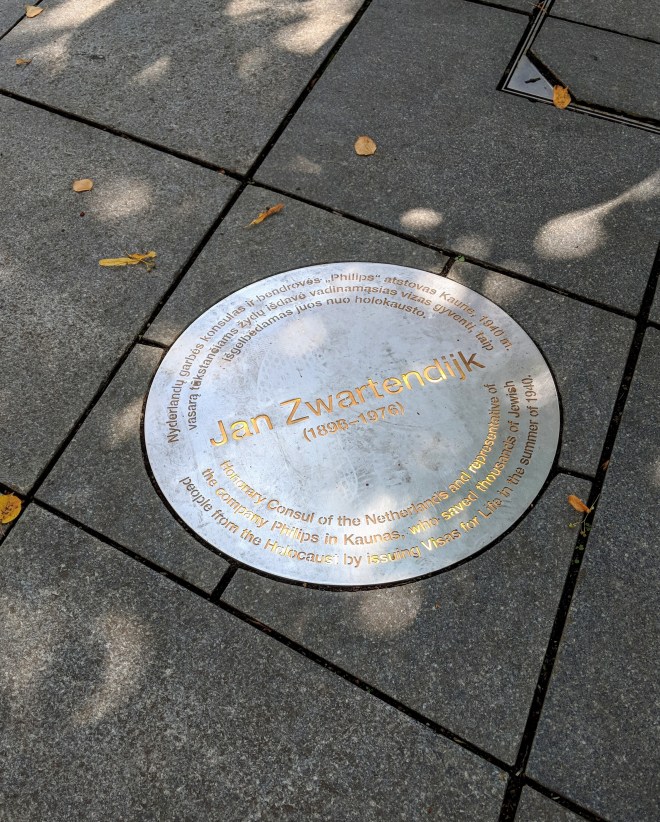 Nyderlandų garbės konsulas ir bendrovės „Philips“ atstovas Kaune, 1940 m.
vasarą tūkstančiams žydų išdavė vadinamąsias vizas gyventi, taip
išgelbėdamas juos nuo holokausto.
Jan Zwartendijk
(1896–1976)
Honorary Consul of the Netherlands and representative of
the company Philips in Kaunas, who saved thousands of Jewish
people from the Holocaust by issuing Visas for Life in the summer of 1940.